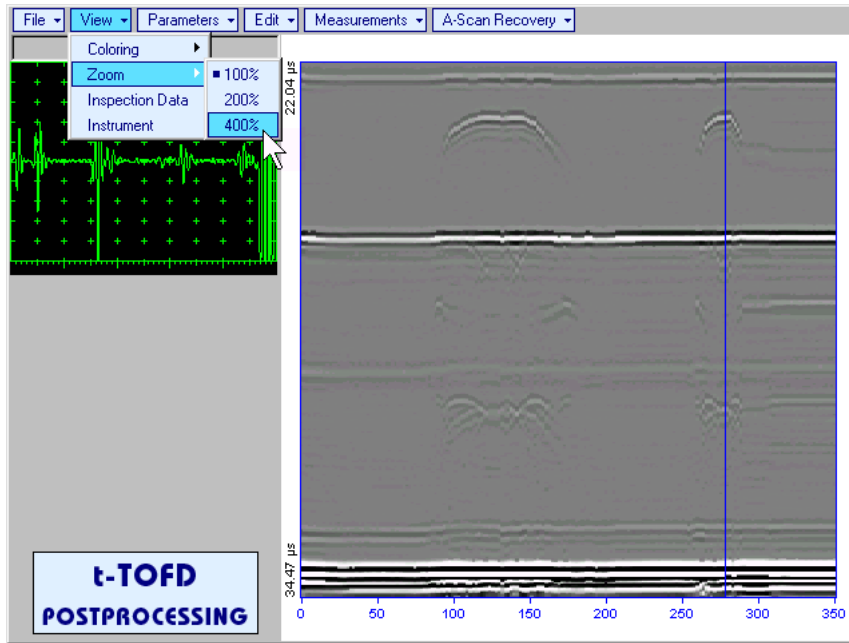 File View Parameters Edit Measurements A-Scan Recovery
Coloring
Zoom
Inspection Data
Instrument
100%
200%
400%
22.04 µs
34.47 µs
0 50 100 150 200 250 300 350
t-TOFD
POSTPROCESSING